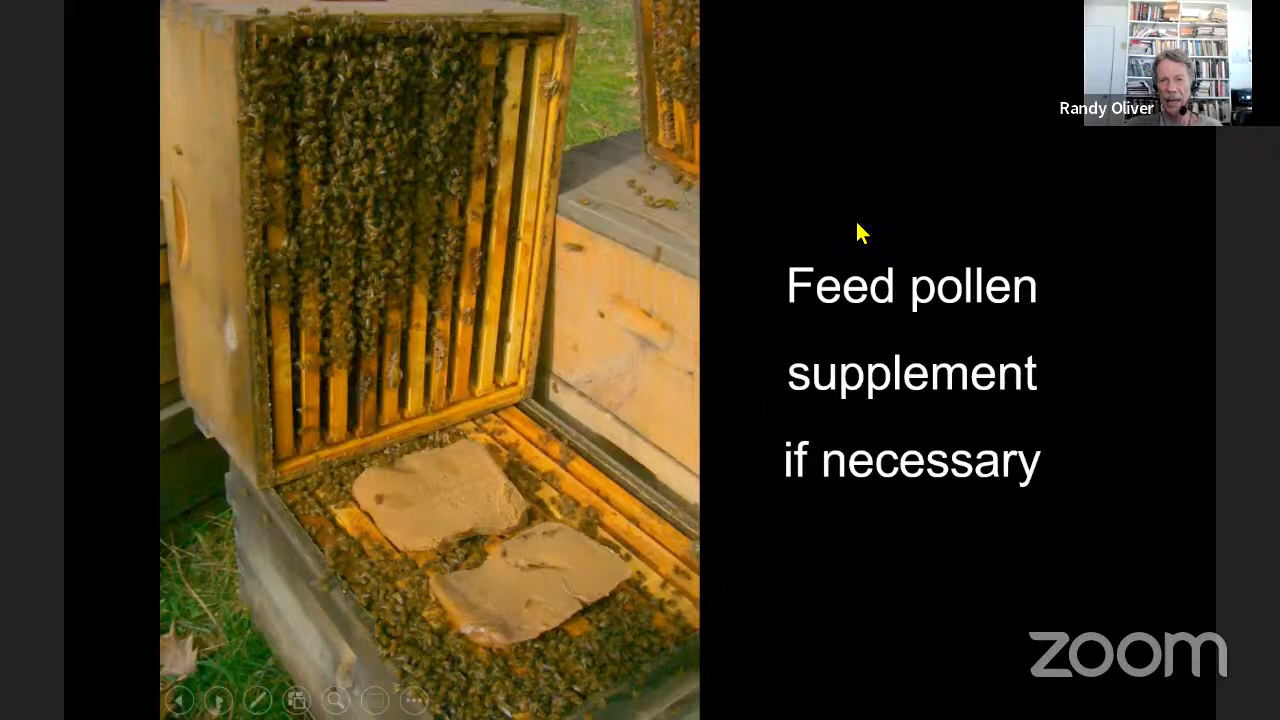 Randy Oliver
Feed pollen
supplement
if necessary
zoom